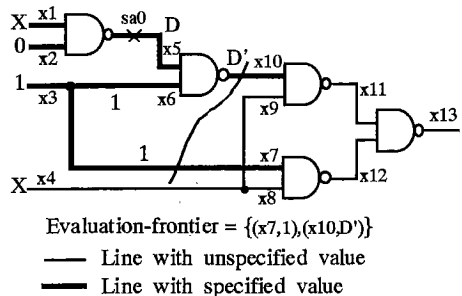 sa0
D
X
x1
0
x2
x5
D'
x10
1
x3
1
x6
x9
x11
x13
1
x7
x12
X
x4
x8
Evaluation-frontier = {(x7,1),(x10,D')}
Line with unspecified value
Line with specified value